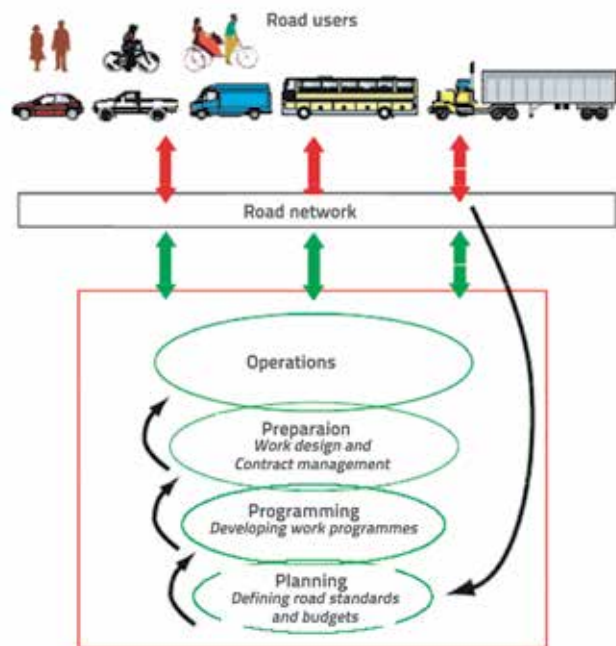 Road users
Road network
Operations
Preparaion
Work design and
Contract management
Programming
Developing work programmes
Planning
Defining road standards
and budgets